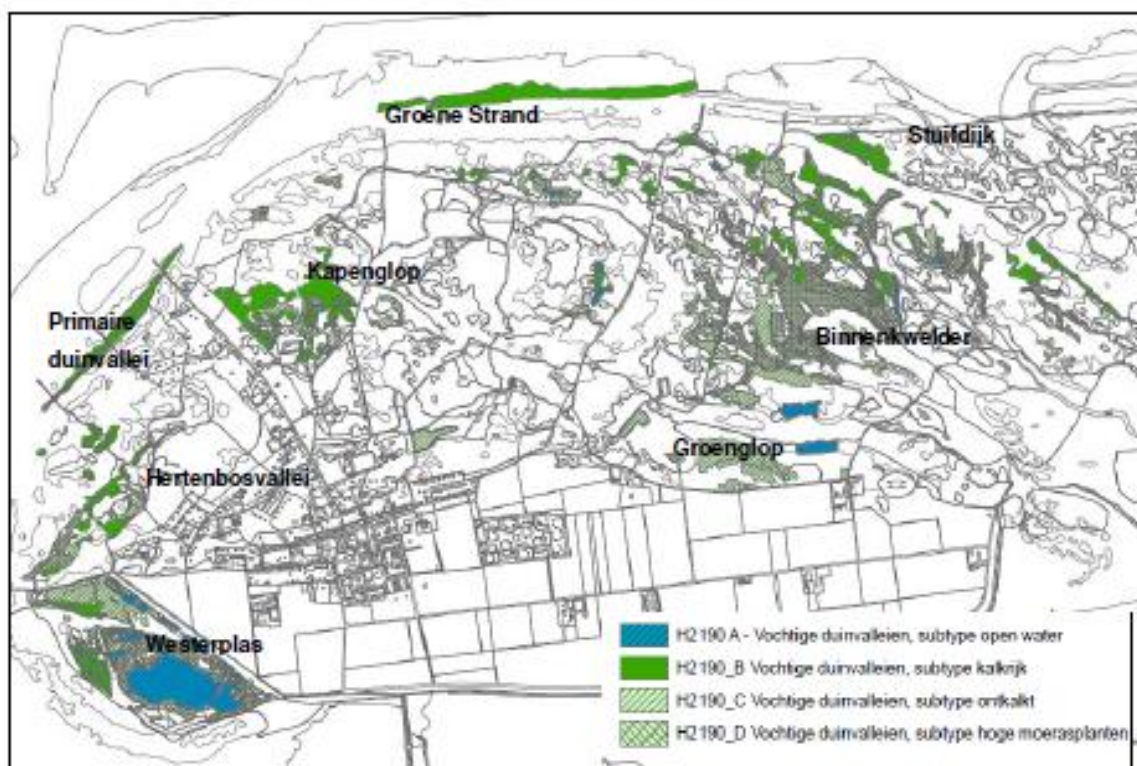 Groene Strand
Stuifdijk
Kapenglop
Primaire
duinvallei
Binnenkwelder
Groenglop
Hertenbosvallei
Westerplas
H2190 A - Vochtige duinvalleien, subtype open water
H2190_B Vochtige duinvalleien, subtype kalkrijk
H2190_C Vochtige duinvalleien, subtype ontkalkt
H2190_D Vochtige duinvalleien, subtype hoge moerasplanten